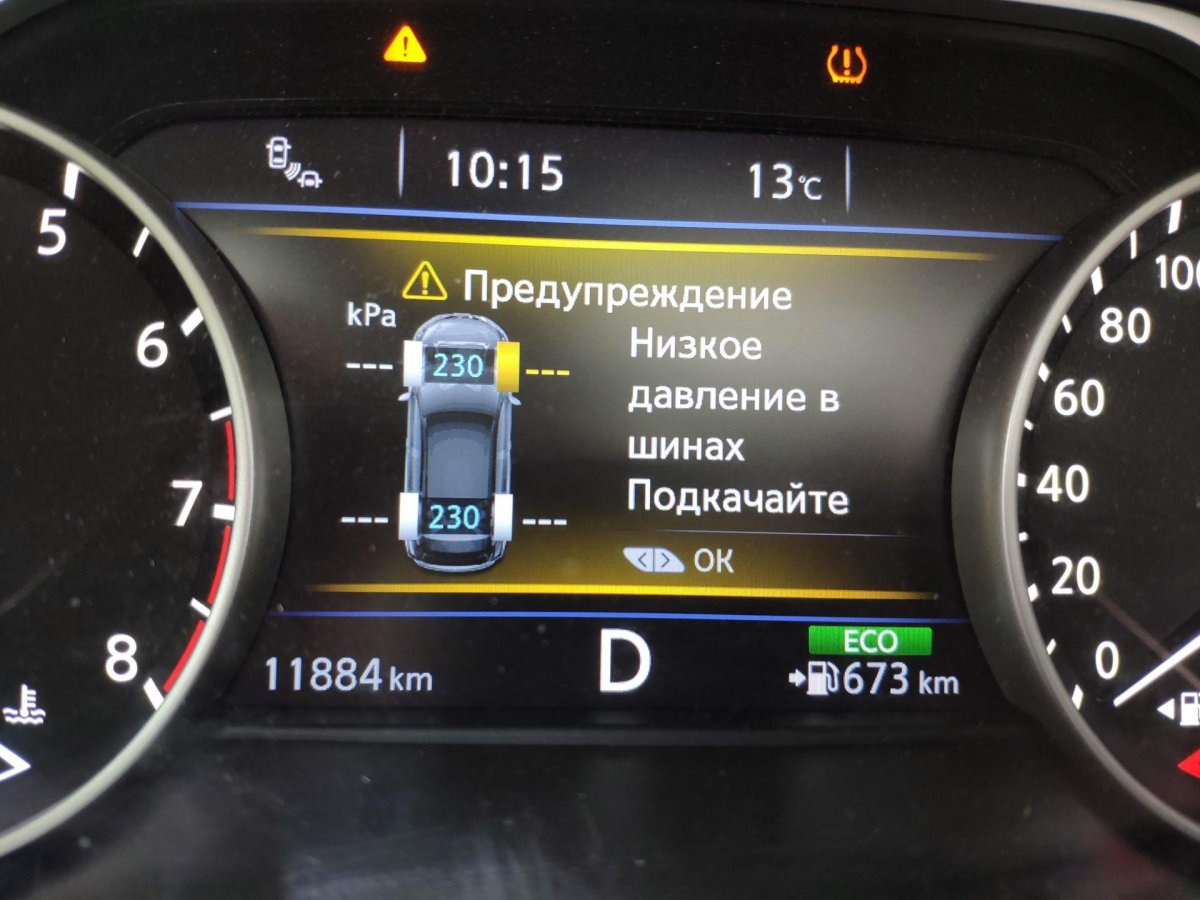 10:15
13°C
Предупреждение
kPa
--- 230 ---
Низкое
давление в
шинах
Подкачайте
--- 230 ---
OK
ECO
11884 km
D
673 km
5
6
7
8
100
80
60
40
20
0